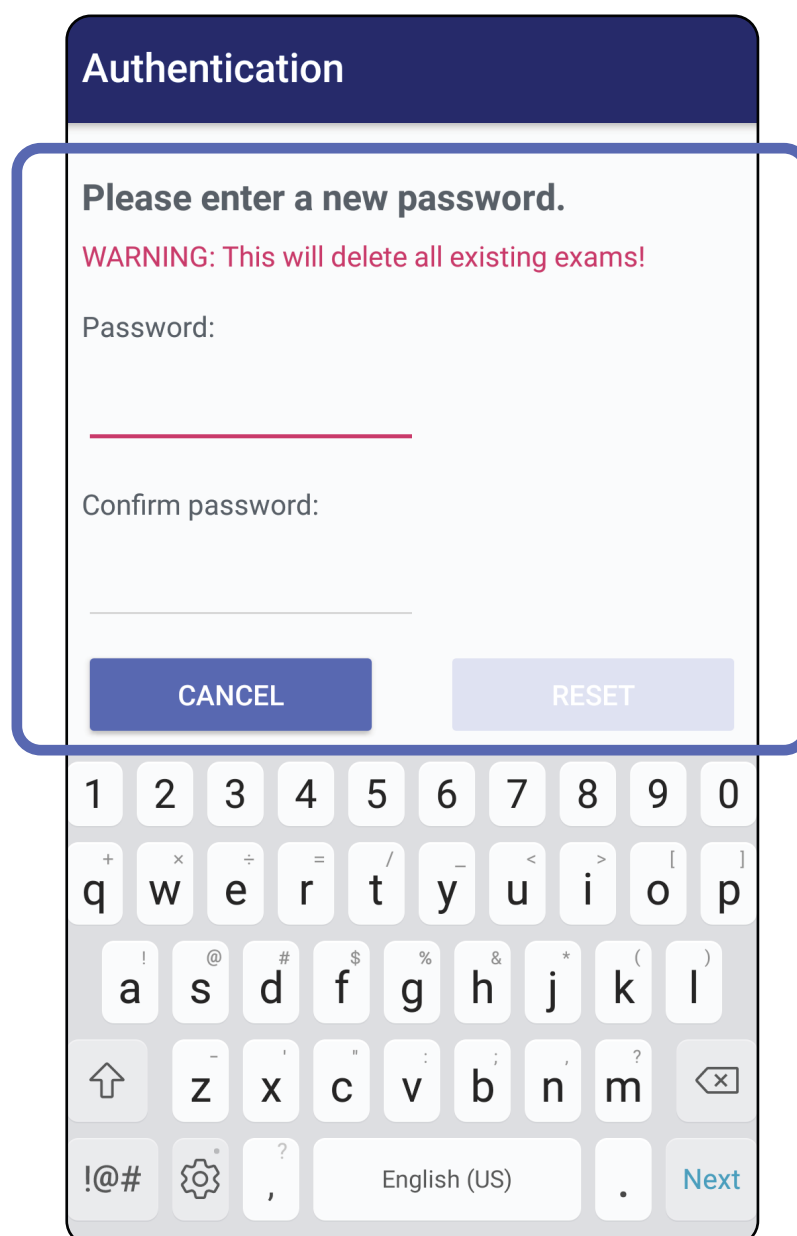 Authentication
Please enter a new password.
WARNING: This will delete all existing exams!
Password:
Confirm password:
CANCEL RESET
1 2 3 4 5 6 7 8 9 0
+ × ÷ = / _ < > [ ]
q w e r t y u i o p
! @ # $ % & * ( )
a s d f g h j k l
- ' " : ; , ?
z x c v b n m
!@# , ? English (US) . Next